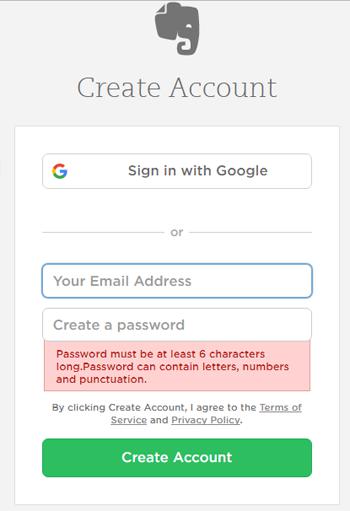 Create Account
Sign in with Google
or
Your Email Address
Create a password
Password must be at least 6 characters
long.Password can contain letters, numbers
and punctuation.
By clicking Create Account, I agree to the Terms of
Service and Privacy Policy.
Create Account